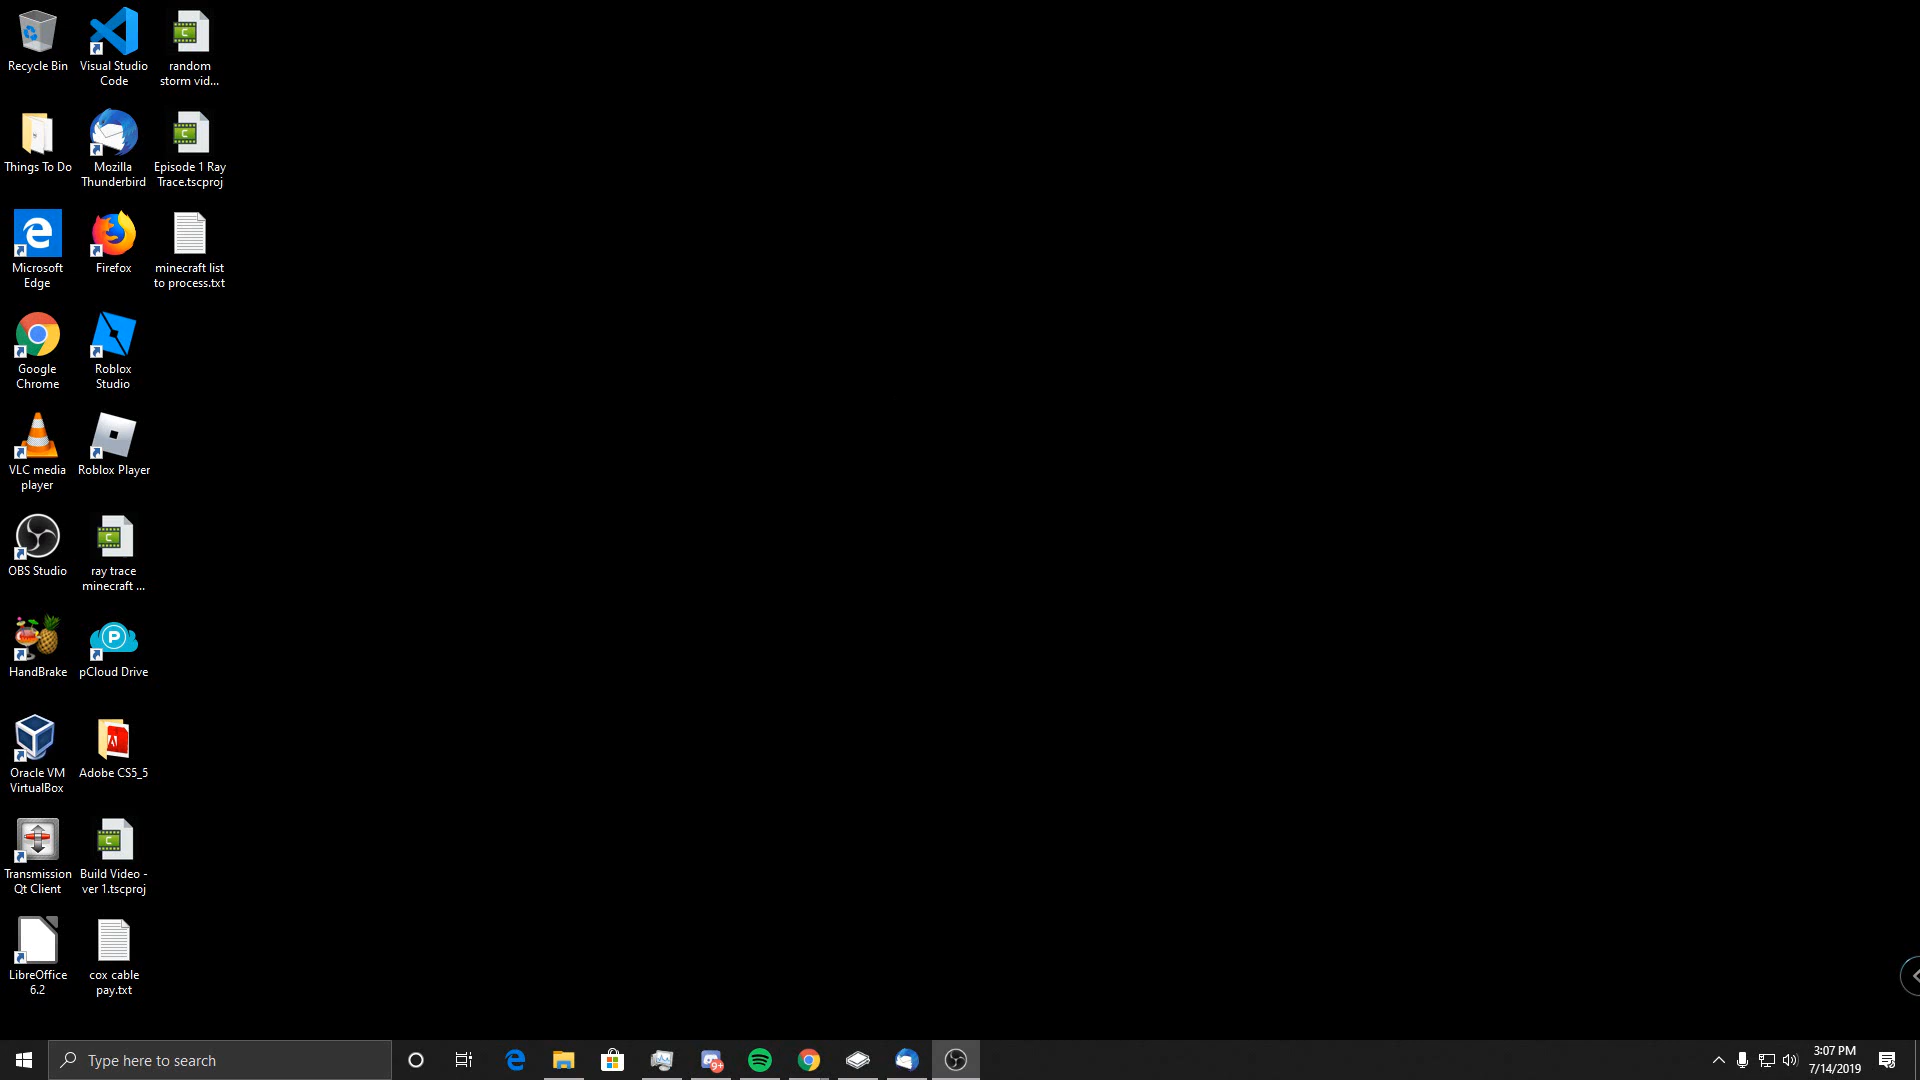 Recycle Bin
Visual Studio
Code
random
storm vid...
Things To Do
Mozilla
Thunderbird
Episode 1 Ray
Trace.tscproj
Microsoft
Edge
Firefox
minecraft list
to process.txt
Google
Chrome
Roblox
Studio
VLC media
player
Roblox Player
OBS Studio
ray trace
minecraft ...
HandBrake
pCloud Drive
Oracle VM
VirtualBox
Adobe CS5_5
Transmission
Qt Client
Build Video -
ver 1.tscproj
LibreOffice
6.2
cox cable
pay.txt
Type here to search
9+
3:07 PM
7/14/2019